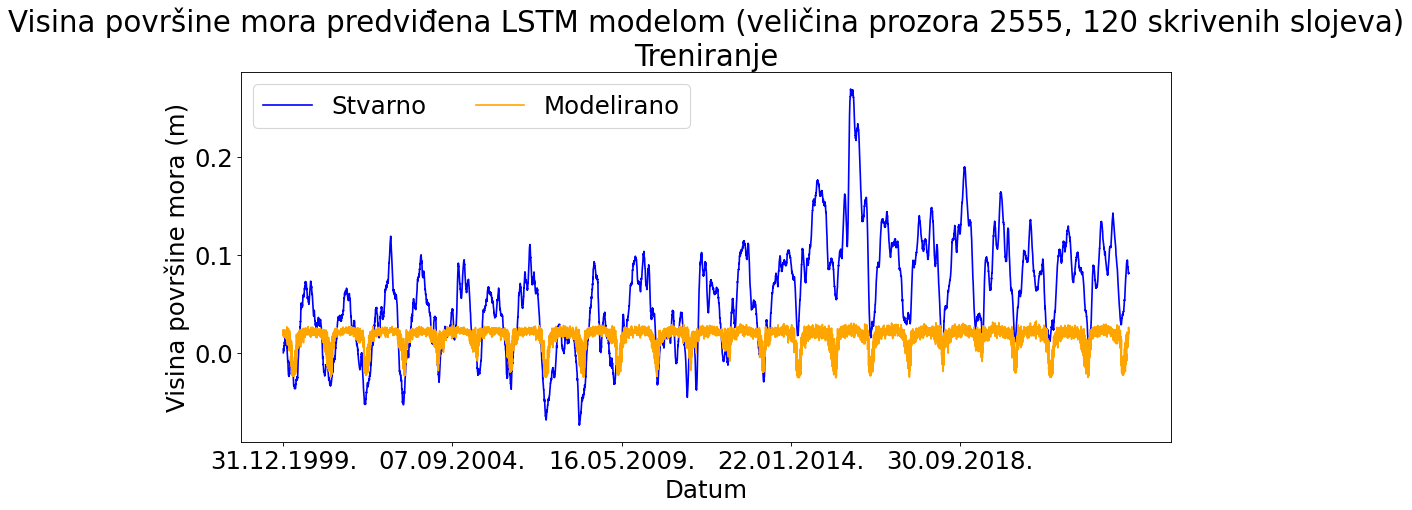 Visina površine mora predviđena LSTM modelom (veličina prozora 2555, 120 skrivenih slojeva)
Treniranje
Stvarno Modelirano
Visina površine mora (m)
0.2
0.1
0.0
31.12.1999. 07.09.2004. 16.05.2009. 22.01.2014. 30.09.2018.
Datum